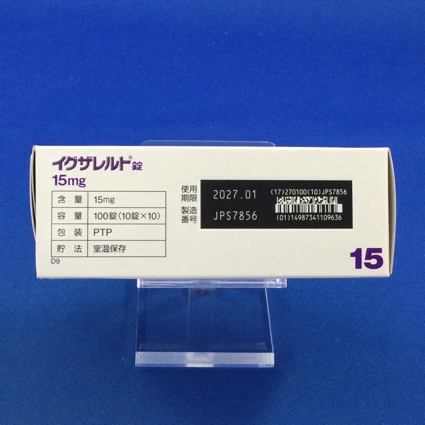 イグザレルト®錠
15mg
含量 15mg
容量 100錠(10錠×10)
包装 PTP
貯法 室温保存
D9
使用期限 2027.01
製造番号 JPS7856
(17)270100(10)JPS7856
(01)14987341109636
15